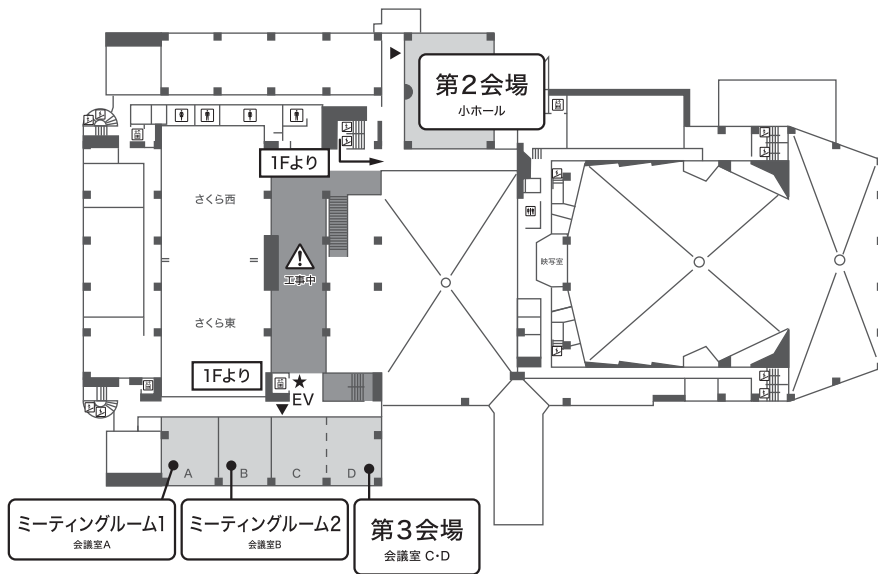 第2会場
小ホール
1Fより
さくら西
映写室
工事中
さくら東
1Fより
★
EV
A
B
C
D
ミーティングルーム1
会議室A
ミーティングルーム2
会議室B
第3会場
会議室 C・D